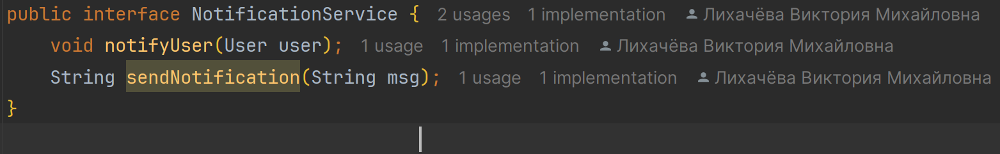 public interface NotificationService { 2 usages 1 implementation Лихачёва Виктория Михайловна
void notifyUser(User user); 1 usage 1 implementation Лихачёва Виктория Михайловна
String sendNotification(String msg); 1 usage 1 implementation Лихачёва Виктория Михайловна
}